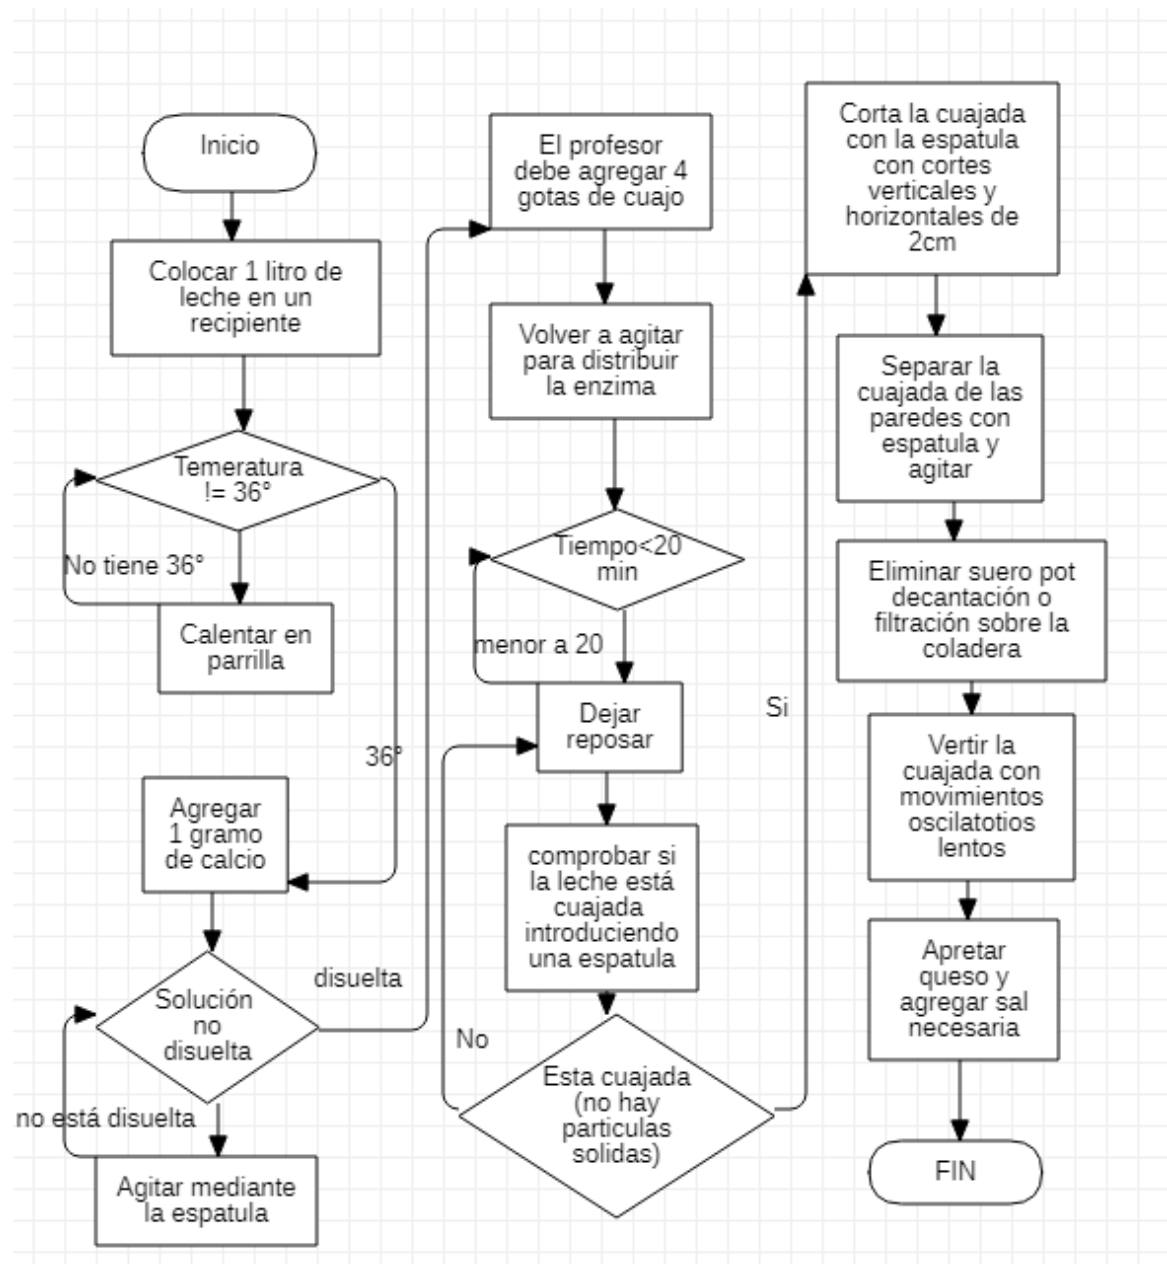 Inicio
Colocar 1 litro de
leche en un
recipiente
Temeratura
!= 36°
No tiene 36°
Calentar en
parrilla
36°
Agregar
1 gramo
de calcio
Solución
no
disuelta
disuelta
no está disuelta
Agitar mediante
la espatula
El profesor
debe agregar 4
gotas de cuajo
Volver a agitar
para distribuir
la enzima
Tiempo<20
min
menor a 20
Dejar
reposar
comprobar si
la leche está
cuajada
introduciendo
una espatula
No
Esta cuajada
(no hay
particulas
solidas)
Si
Corta la cuajada
con la espatula
con cortes
verticales y
horizontales de
2cm
Separar la
cuajada de las
paredes con
espatula y
agitar
Eliminar suero pot
decantación o
filtración sobre la
coladera
Vertir la
cuajada con
movimientos
oscilatotios
lentos
Apretar
queso y
agregar sal
necesaria
FIN